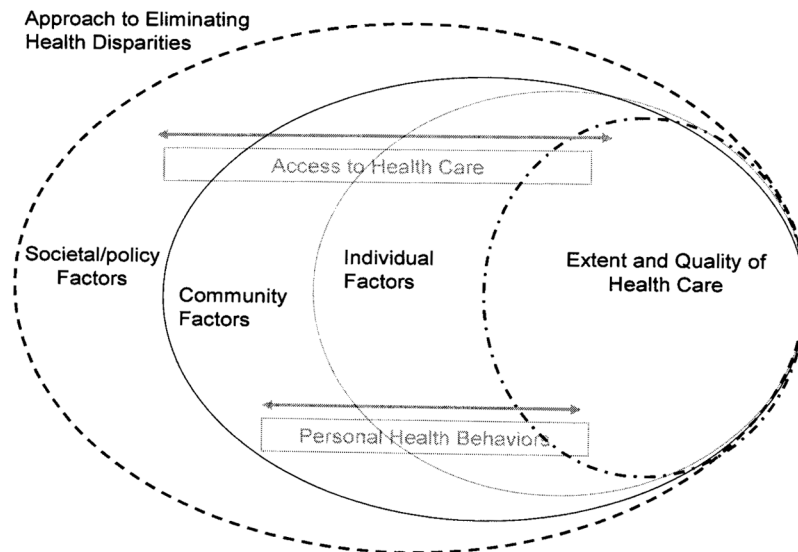 Approach to Eliminating
Health Disparities
Access to Health Care
Societal/policy
Factors
Community
Factors
Individual
Factors
Extent and Quality of
Health Care
Personal Health Behaviors